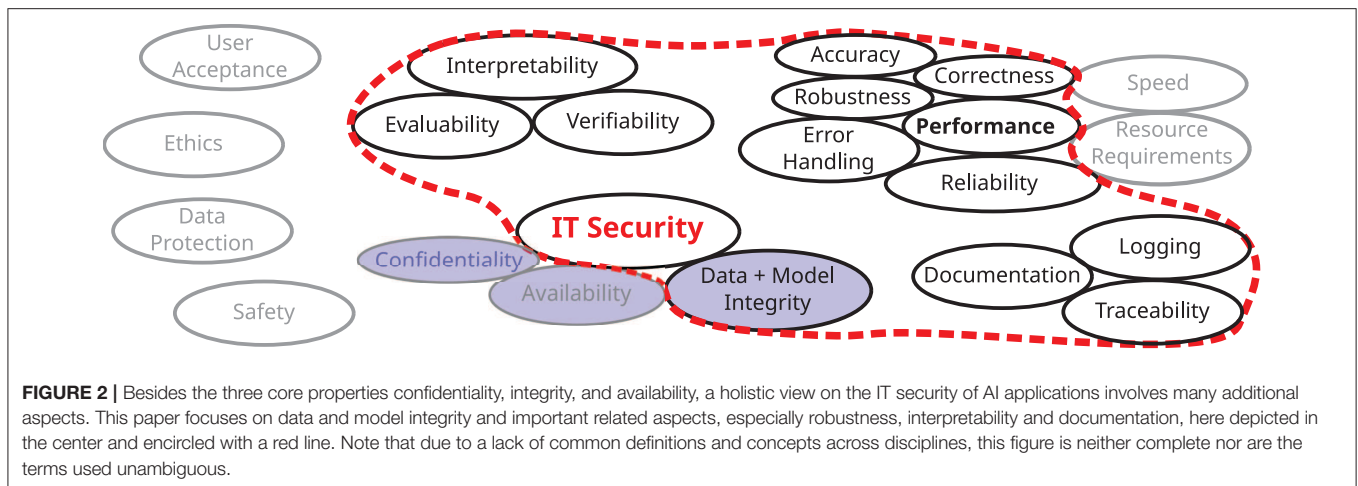 User
Acceptance
Ethics
Data
Protection
Safety
Interpretability
Evaluability
Verifiability
Accuracy
Correctness
Robustness
Performance
Error
Handling
Reliability
Speed
Resource
Requirements
IT Security
Confidentiality
Availability
Data + Model
Integrity
Logging
Documentation
Traceability
FIGURE 2 | Besides the three core properties confidentiality, integrity, and availability, a holistic view on the IT security of AI applications involves many additional
aspects. This paper focuses on data and model integrity and important related aspects, especially robustness, interpretability and documentation, here depicted in
the center and encircled with a red line. Note that due to a lack of common definitions and concepts across disciplines, this figure is neither complete nor are the
terms used unambiguous.